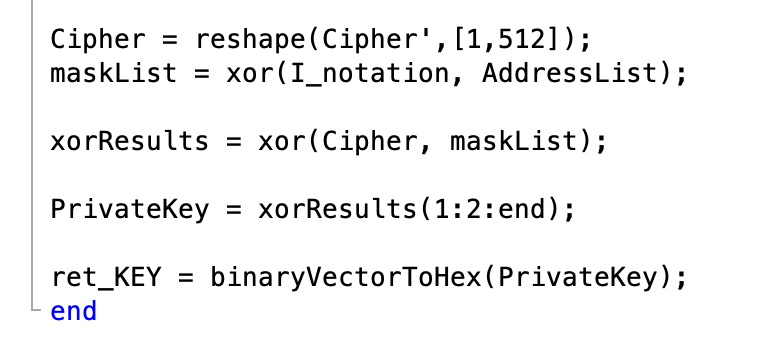 Cipher = reshape(Cipher',[1,512]);
maskList = xor(I_notation, AddressList);
xorResults = xor(Cipher, maskList);
PrivateKey = xorResults(1:2:end);
ret_KEY = binaryVectorToHex(PrivateKey);
end